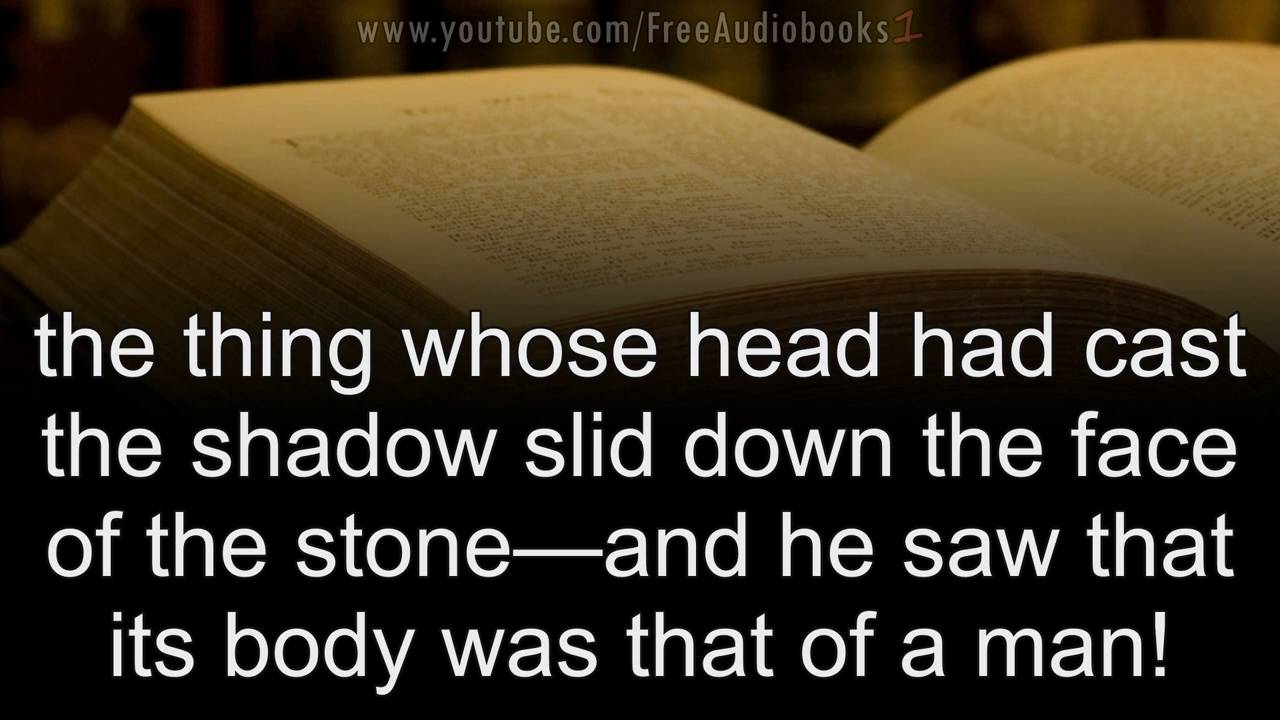 www.youtube.com/FreeAudiobooks1
the thing whose head had cast
the shadow slid down the face
of the stone—and he saw that
its body was that of a man!